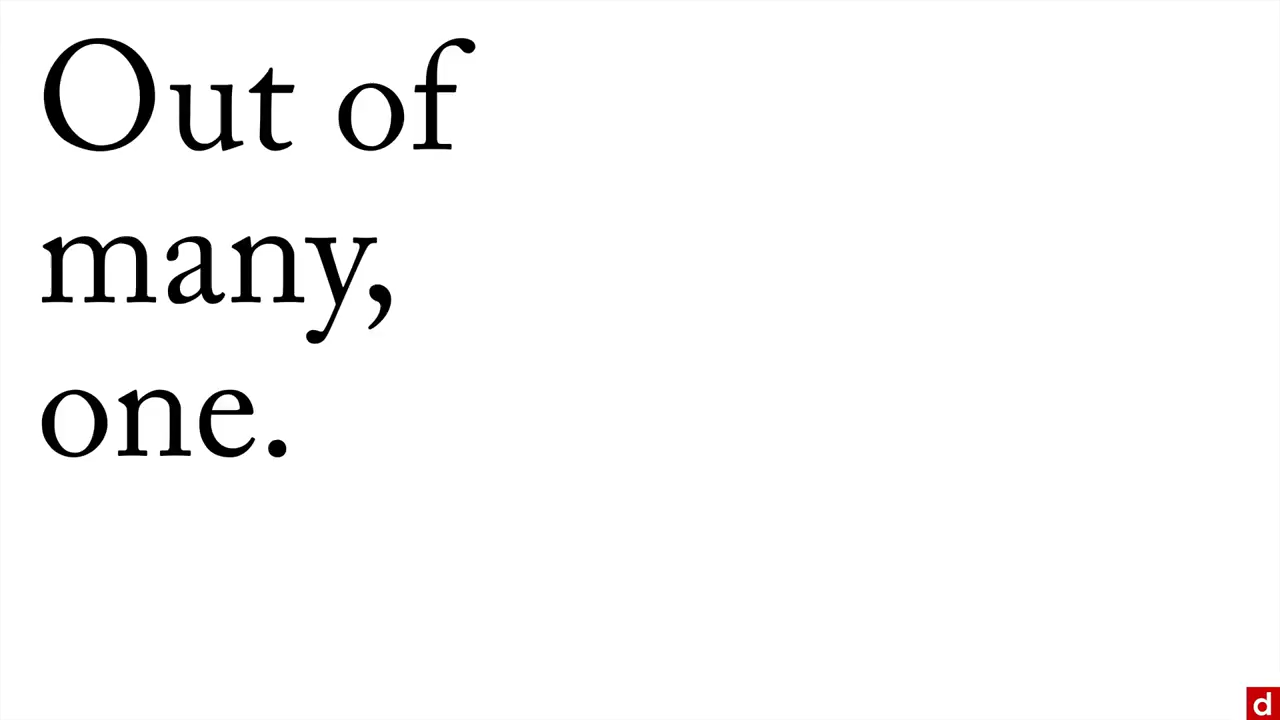 Out of
many,
one.
d